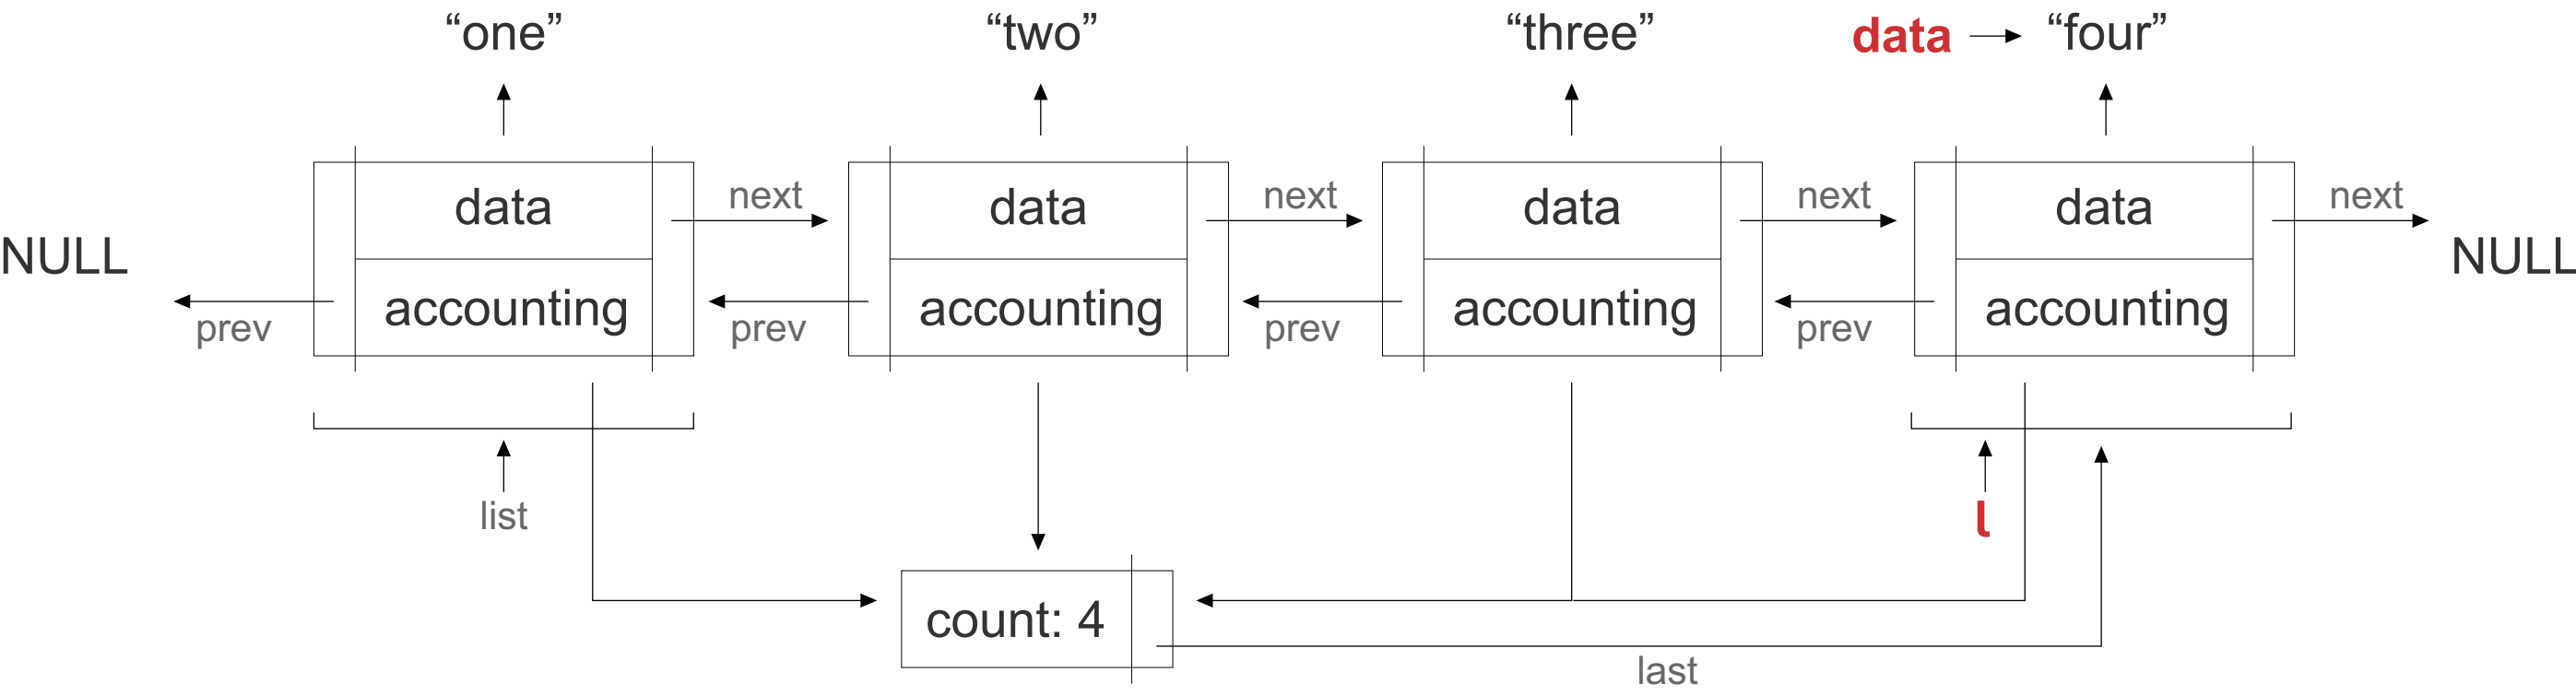 “one” “two” “three” data “four”
next next next next
data data data data
NULL NULL
accounting accounting accounting accounting
prev prev prev prev
list l
count: 4
last